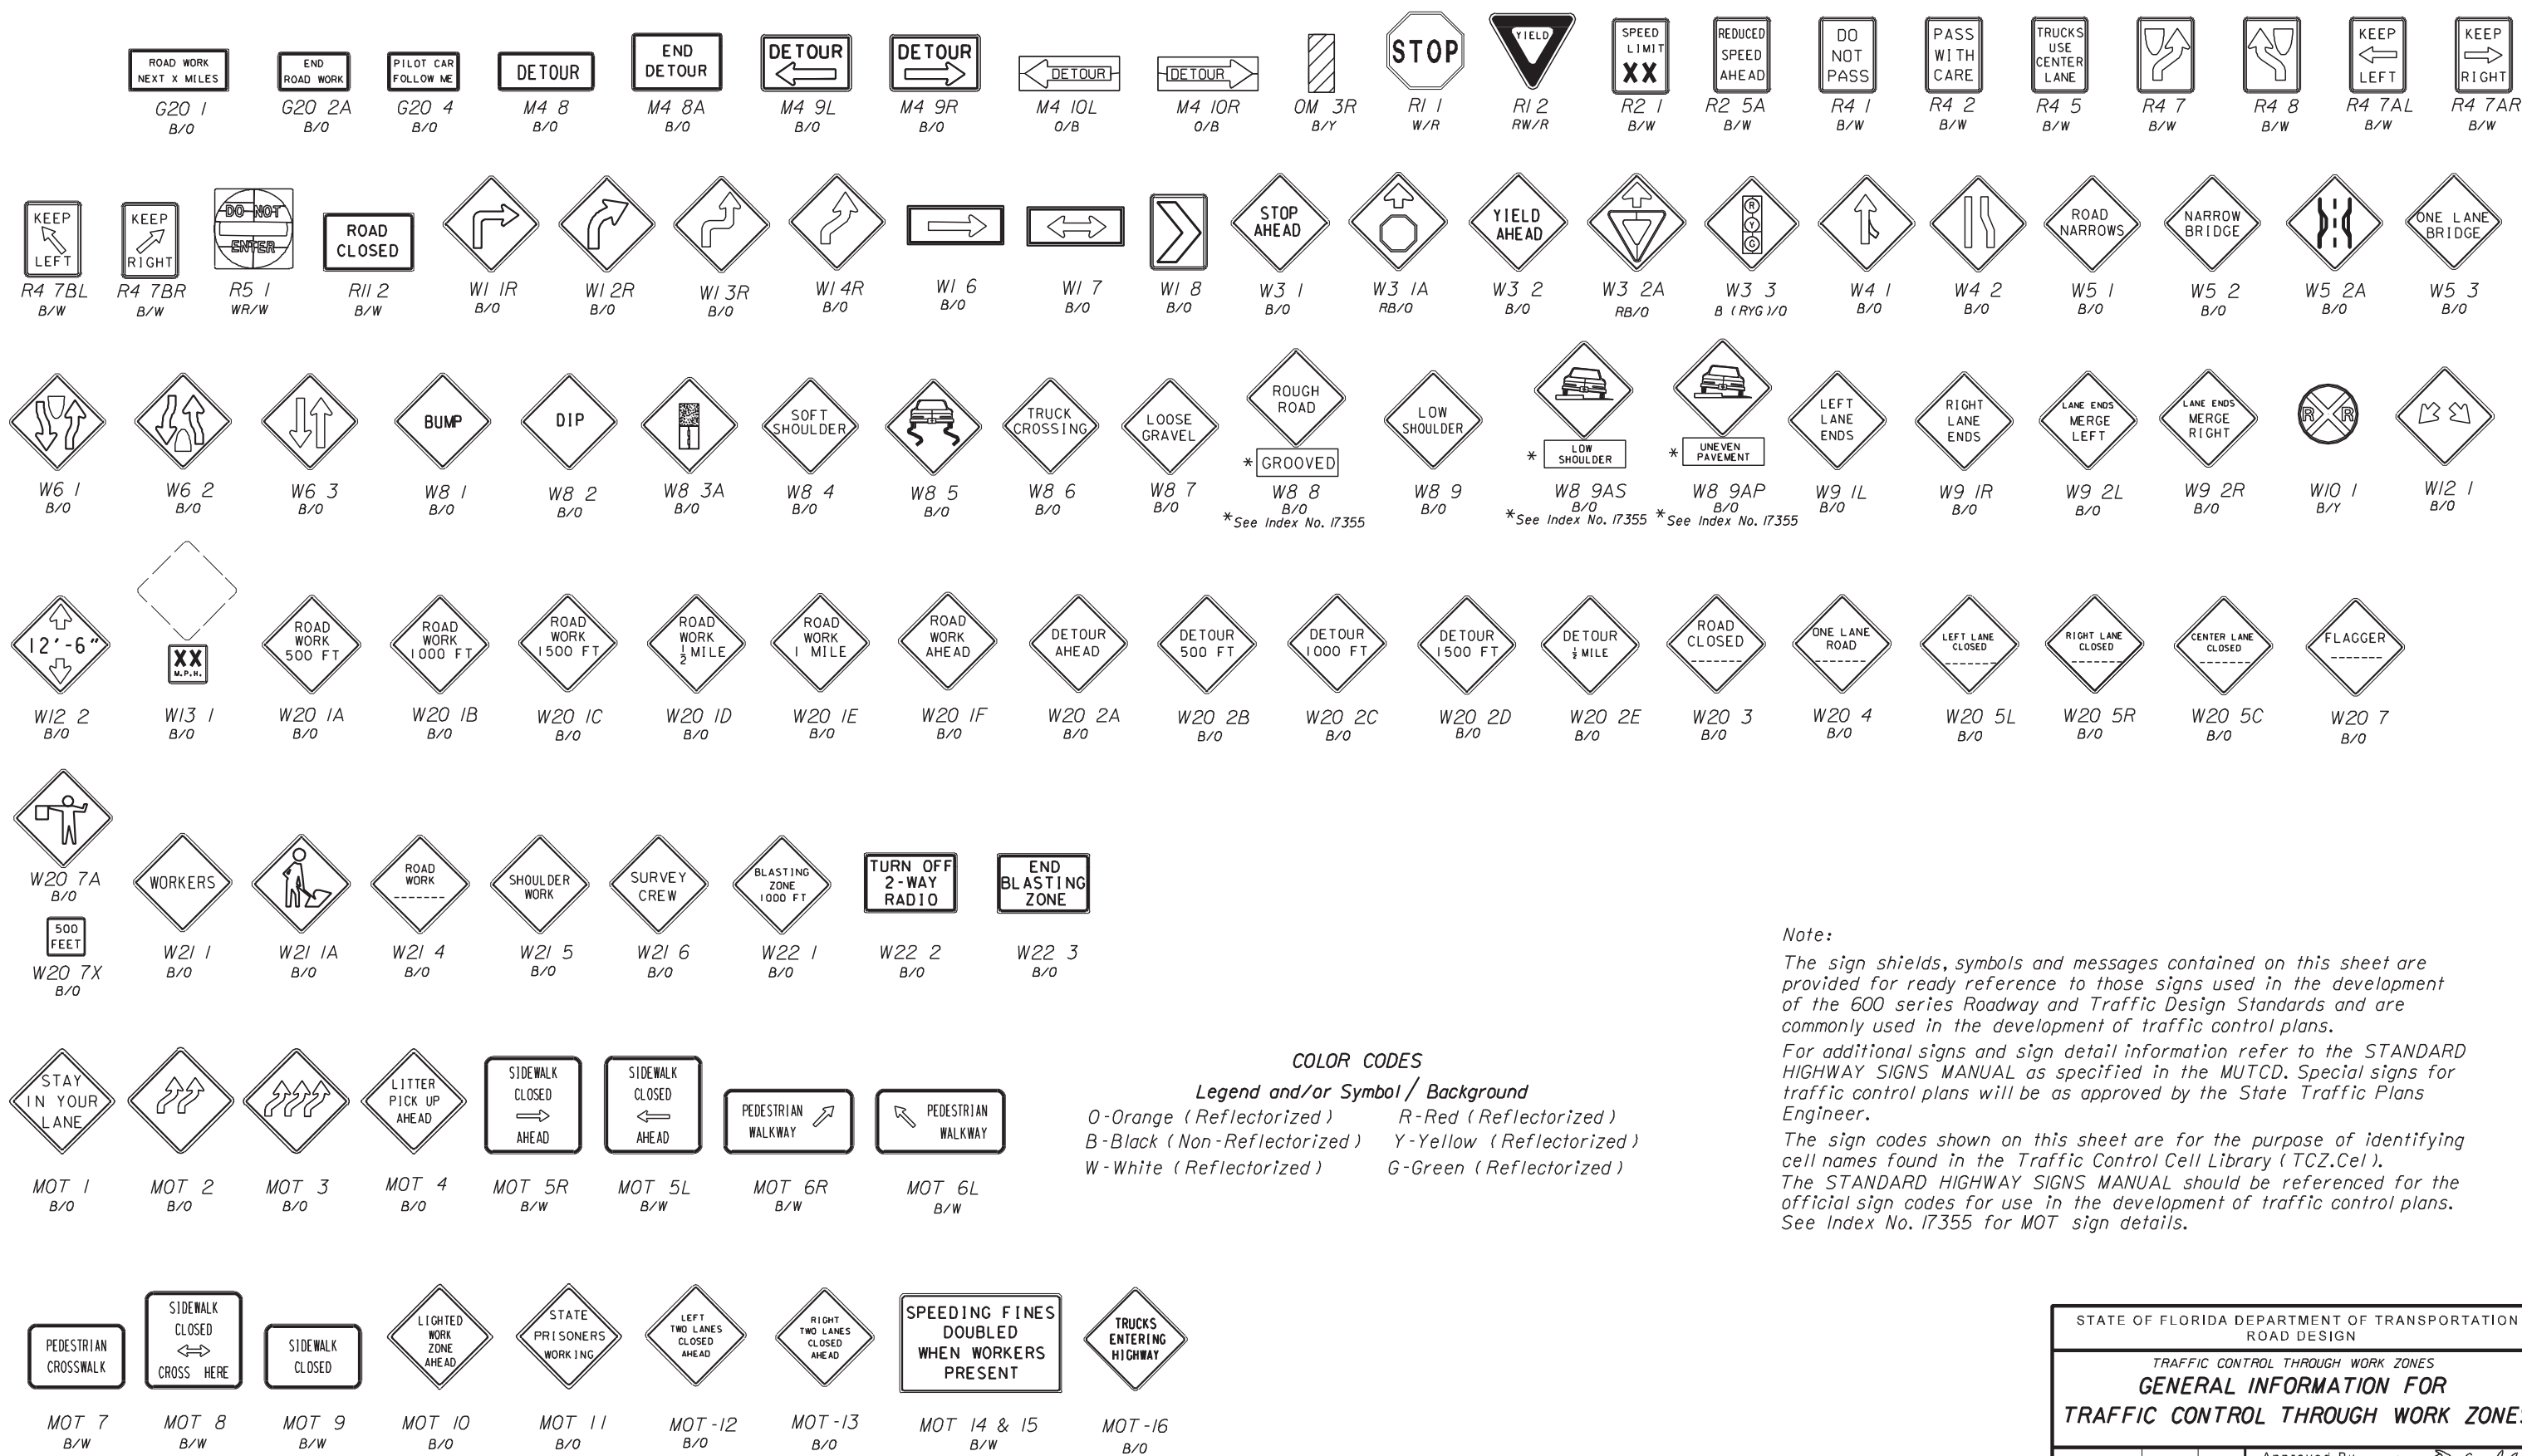 ROAD WORK
NEXT X MILES
G20 1
B/O
END
ROAD WORK
G20 2A
B/O
PILOT CAR
FOLLOW ME
G20 4
B/O
DETOUR
M4 8
B/O
END
DETOUR
M4 8A
B/O
DETOUR
M4 9L
B/O
DETOUR
M4 9R
B/O
DETOUR
M4 10L
O/B
DETOUR
M4 10R
O/B
OM 3R
B/Y
STOP
R1 1
W/R
YIELD
R1 2
RW/R
SPEED
LIMIT
XX
R2 1
B/W
REDUCED
SPEED
AHEAD
R2 5A
B/W
DO
NOT
PASS
R4 1
B/W
PASS
WITH
CARE
R4 2
B/W
TRUCKS
USE
CENTER
LANE
R4 5
B/W
R4 7
B/W
R4 8
B/W
KEEP
LEFT
R4 7AL
B/W
KEEP
RIGHT
R4 7AR
B/W
KEEP
LEFT
R4 7BL
B/W
KEEP
RIGHT
R4 7BR
B/W
DO NOT
ENTER
R5 1
WR/W
ROAD
CLOSED
R11 2
B/W
W1 1R
B/O
W1 2R
B/O
W1 3R
B/O
W1 4R
B/O
W1 6
B/O
W1 7
B/O
W1 8
B/O
STOP
AHEAD
W3 1
B/O
W3 1A
RB/O
YIELD
AHEAD
W3 2
B/O
W3 2A
RB/O
R
Y
G
W3 3
B (RYG)/O
W4 1
B/O
W4 2
B/O
ROAD
NARROWS
W5 1
B/O
NARROW
BRIDGE
W5 2
B/O
W5 2A
B/O
ONE LANE
BRIDGE
W5 3
B/O
W6 1
B/O
W6 2
B/O
W6 3
B/O
BUMP
W8 1
B/O
DIP
W8 2
B/O
W8 3A
B/O
SOFT
SHOULDER
W8 4
B/O
W8 5
B/O
TRUCK
CROSSING
W8 6
B/O
LOOSE
GRAVEL
W8 7
B/O
ROUGH
ROAD
* GROOVED
W8 8
B/O
*See Index No. 17355
LOW
SHOULDER
W8 9
B/O
* LOW
SHOULDER
W8 9AS
B/O
*See Index No. 17355
* UNEVEN
PAVEMENT
W8 9AP
B/O
*See Index No. 17355
LEFT
LANE
ENDS
W9 1L
B/O
RIGHT
LANE
ENDS
W9 1R
B/O
LANE ENDS
MERGE
LEFT
W9 2L
B/O
LANE ENDS
MERGE
RIGHT
W9 2R
B/O
R R
W10 1
B/Y
W12 1
B/O
12'-6"
W12 2
B/O
XX
M.P.H.
W13 1
B/O
ROAD
WORK
500 FT
W20 1A
B/O
ROAD
WORK
1000 FT
W20 1B
B/O
ROAD
WORK
1500 FT
W20 1C
B/O
ROAD
WORK
½ MILE
W20 1D
B/O
ROAD
WORK
1 MILE
W20 1E
B/O
ROAD
WORK
AHEAD
W20 1F
B/O
DETOUR
AHEAD
W20 2A
B/O
DETOUR
500 FT
W20 2B
B/O
DETOUR
1000 FT
W20 2C
B/O
DETOUR
1500 FT
W20 2D
B/O
DETOUR
½ MILE
W20 2E
B/O
ROAD
CLOSED
-------
W20 3
B/O
ONE LANE
ROAD
-------
W20 4
B/O
LEFT LANE
CLOSED
-------
W20 5L
B/O
RIGHT LANE
CLOSED
-------
W20 5R
B/O
CENTER LANE
CLOSED
-------
W20 5C
B/O
FLAGGER
-------
W20 7
B/O
W20 7A
B/O
500
FEET
W20 7X
B/O
WORKERS
W21 1
B/O
W21 1A
B/O
ROAD
WORK
-------
W21 4
B/O
SHOULDER
WORK
W21 5
B/O
SURVEY
CREW
W21 6
B/O
BLASTING
ZONE
1000 FT
W22 1
B/O
TURN OFF
2-WAY
RADIO
W22 2
B/O
END
BLASTING
ZONE
W22 3
B/O
Note:
The sign shields, symbols and messages contained on this sheet are
provided for ready reference to those signs used in the development
of the 600 series Roadway and Traffic Design Standards and are
commonly used in the development of traffic control plans.
For additional signs and sign detail information refer to the STANDARD
HIGHWAY SIGNS MANUAL as specified in the MUTCD. Special signs for
traffic control plans will be as approved by the State Traffic Plans
Engineer.
The sign codes shown on this sheet are for the purpose of identifying
cell names found in the Traffic Control Cell Library (TCZ.Cel).
The STANDARD HIGHWAY SIGNS MANUAL should be referenced for the
official sign codes for use in the development of traffic control plans.
See Index No. 17355 for MOT sign details.
STAY
IN YOUR
LANE
MOT 1
B/O
MOT 2
B/O
MOT 3
B/O
LITTER
PICK UP
AHEAD
MOT 4
B/O
SIDEWALK
CLOSED
AHEAD
MOT 5R
B/W
SIDEWALK
CLOSED
AHEAD
MOT 5L
B/W
PEDESTRIAN
WALKWAY
MOT 6R
B/W
PEDESTRIAN
WALKWAY
MOT 6L
B/W
COLOR CODES
Legend and/or Symbol / Background
O-Orange (Reflectorized) R-Red (Reflectorized)
B-Black (Non-Reflectorized) Y-Yellow (Reflectorized)
W-White (Reflectorized) G-Green (Reflectorized)
PEDESTRIAN
CROSSWALK
MOT 7
B/W
SIDEWALK
CLOSED
CROSS HERE
MOT 8
B/W
SIDEWALK
CLOSED
MOT 9
B/W
LIGHTED
WORK
ZONE
AHEAD
MOT 10
B/O
STATE
PRISONERS
WORKING
MOT 11
B/O
LEFT
TWO LANES
CLOSED
AHEAD
MOT-12
B/O
RIGHT
TWO LANES
CLOSED
AHEAD
MOT-13
B/O
SPEEDING FINES
DOUBLED
WHEN WORKERS
PRESENT
MOT 14 & 15
B/W
TRUCKS
ENTERING
HIGHWAY
MOT-16
B/O
STATE OF FLORIDA DEPARTMENT OF TRANSPORTATION
ROAD DESIGN
TRAFFIC CONTROL THROUGH WORK ZONES
GENERAL INFORMATION FOR
TRAFFIC CONTROL THROUGH WORK ZONES
Approved By